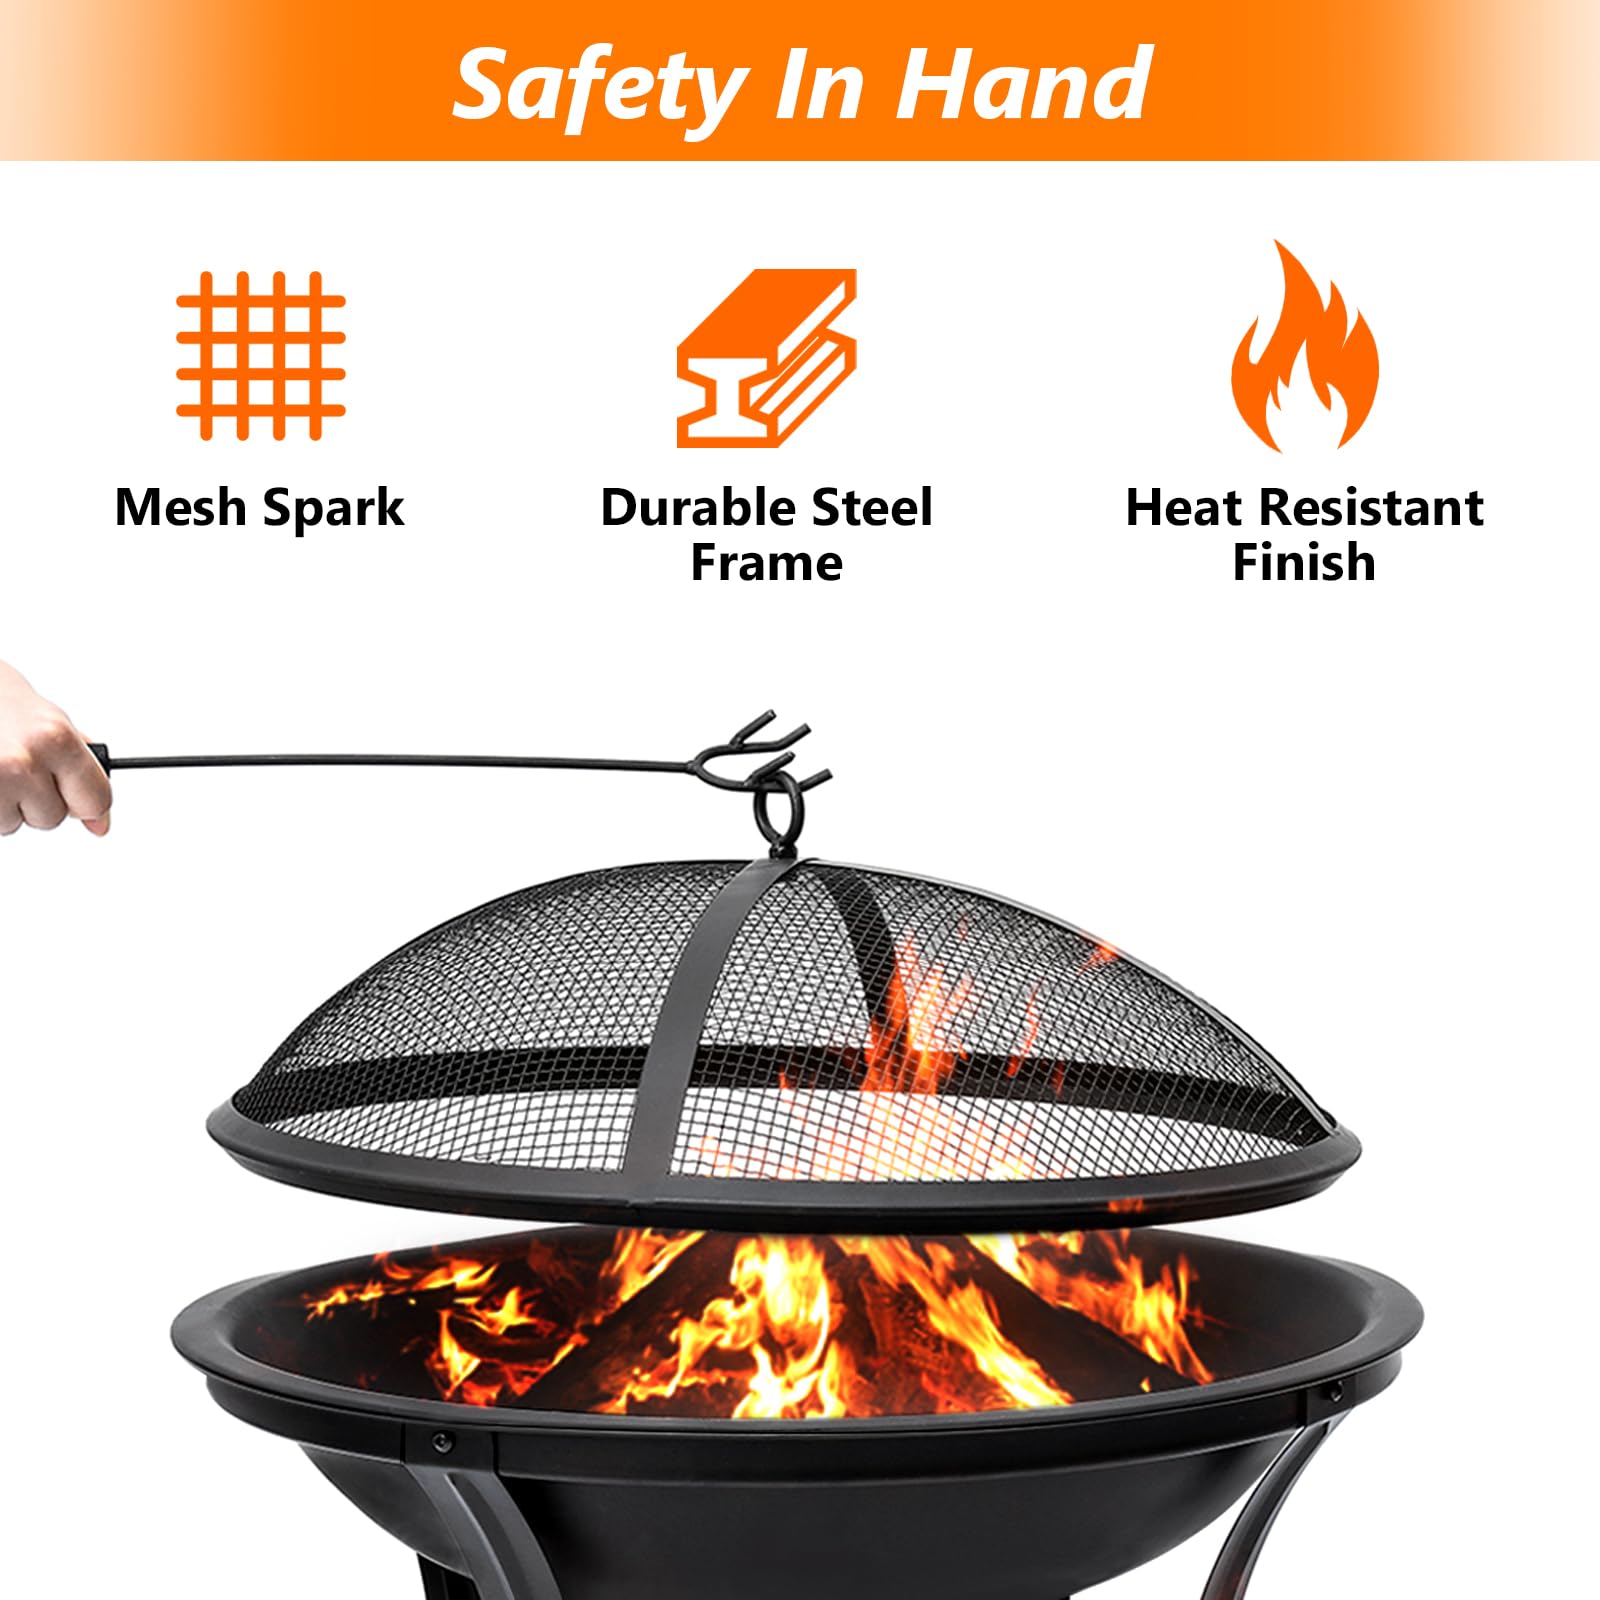 Safety In Hand
Mesh Spark
Durable Steel
Frame
Heat Resistant
Finish